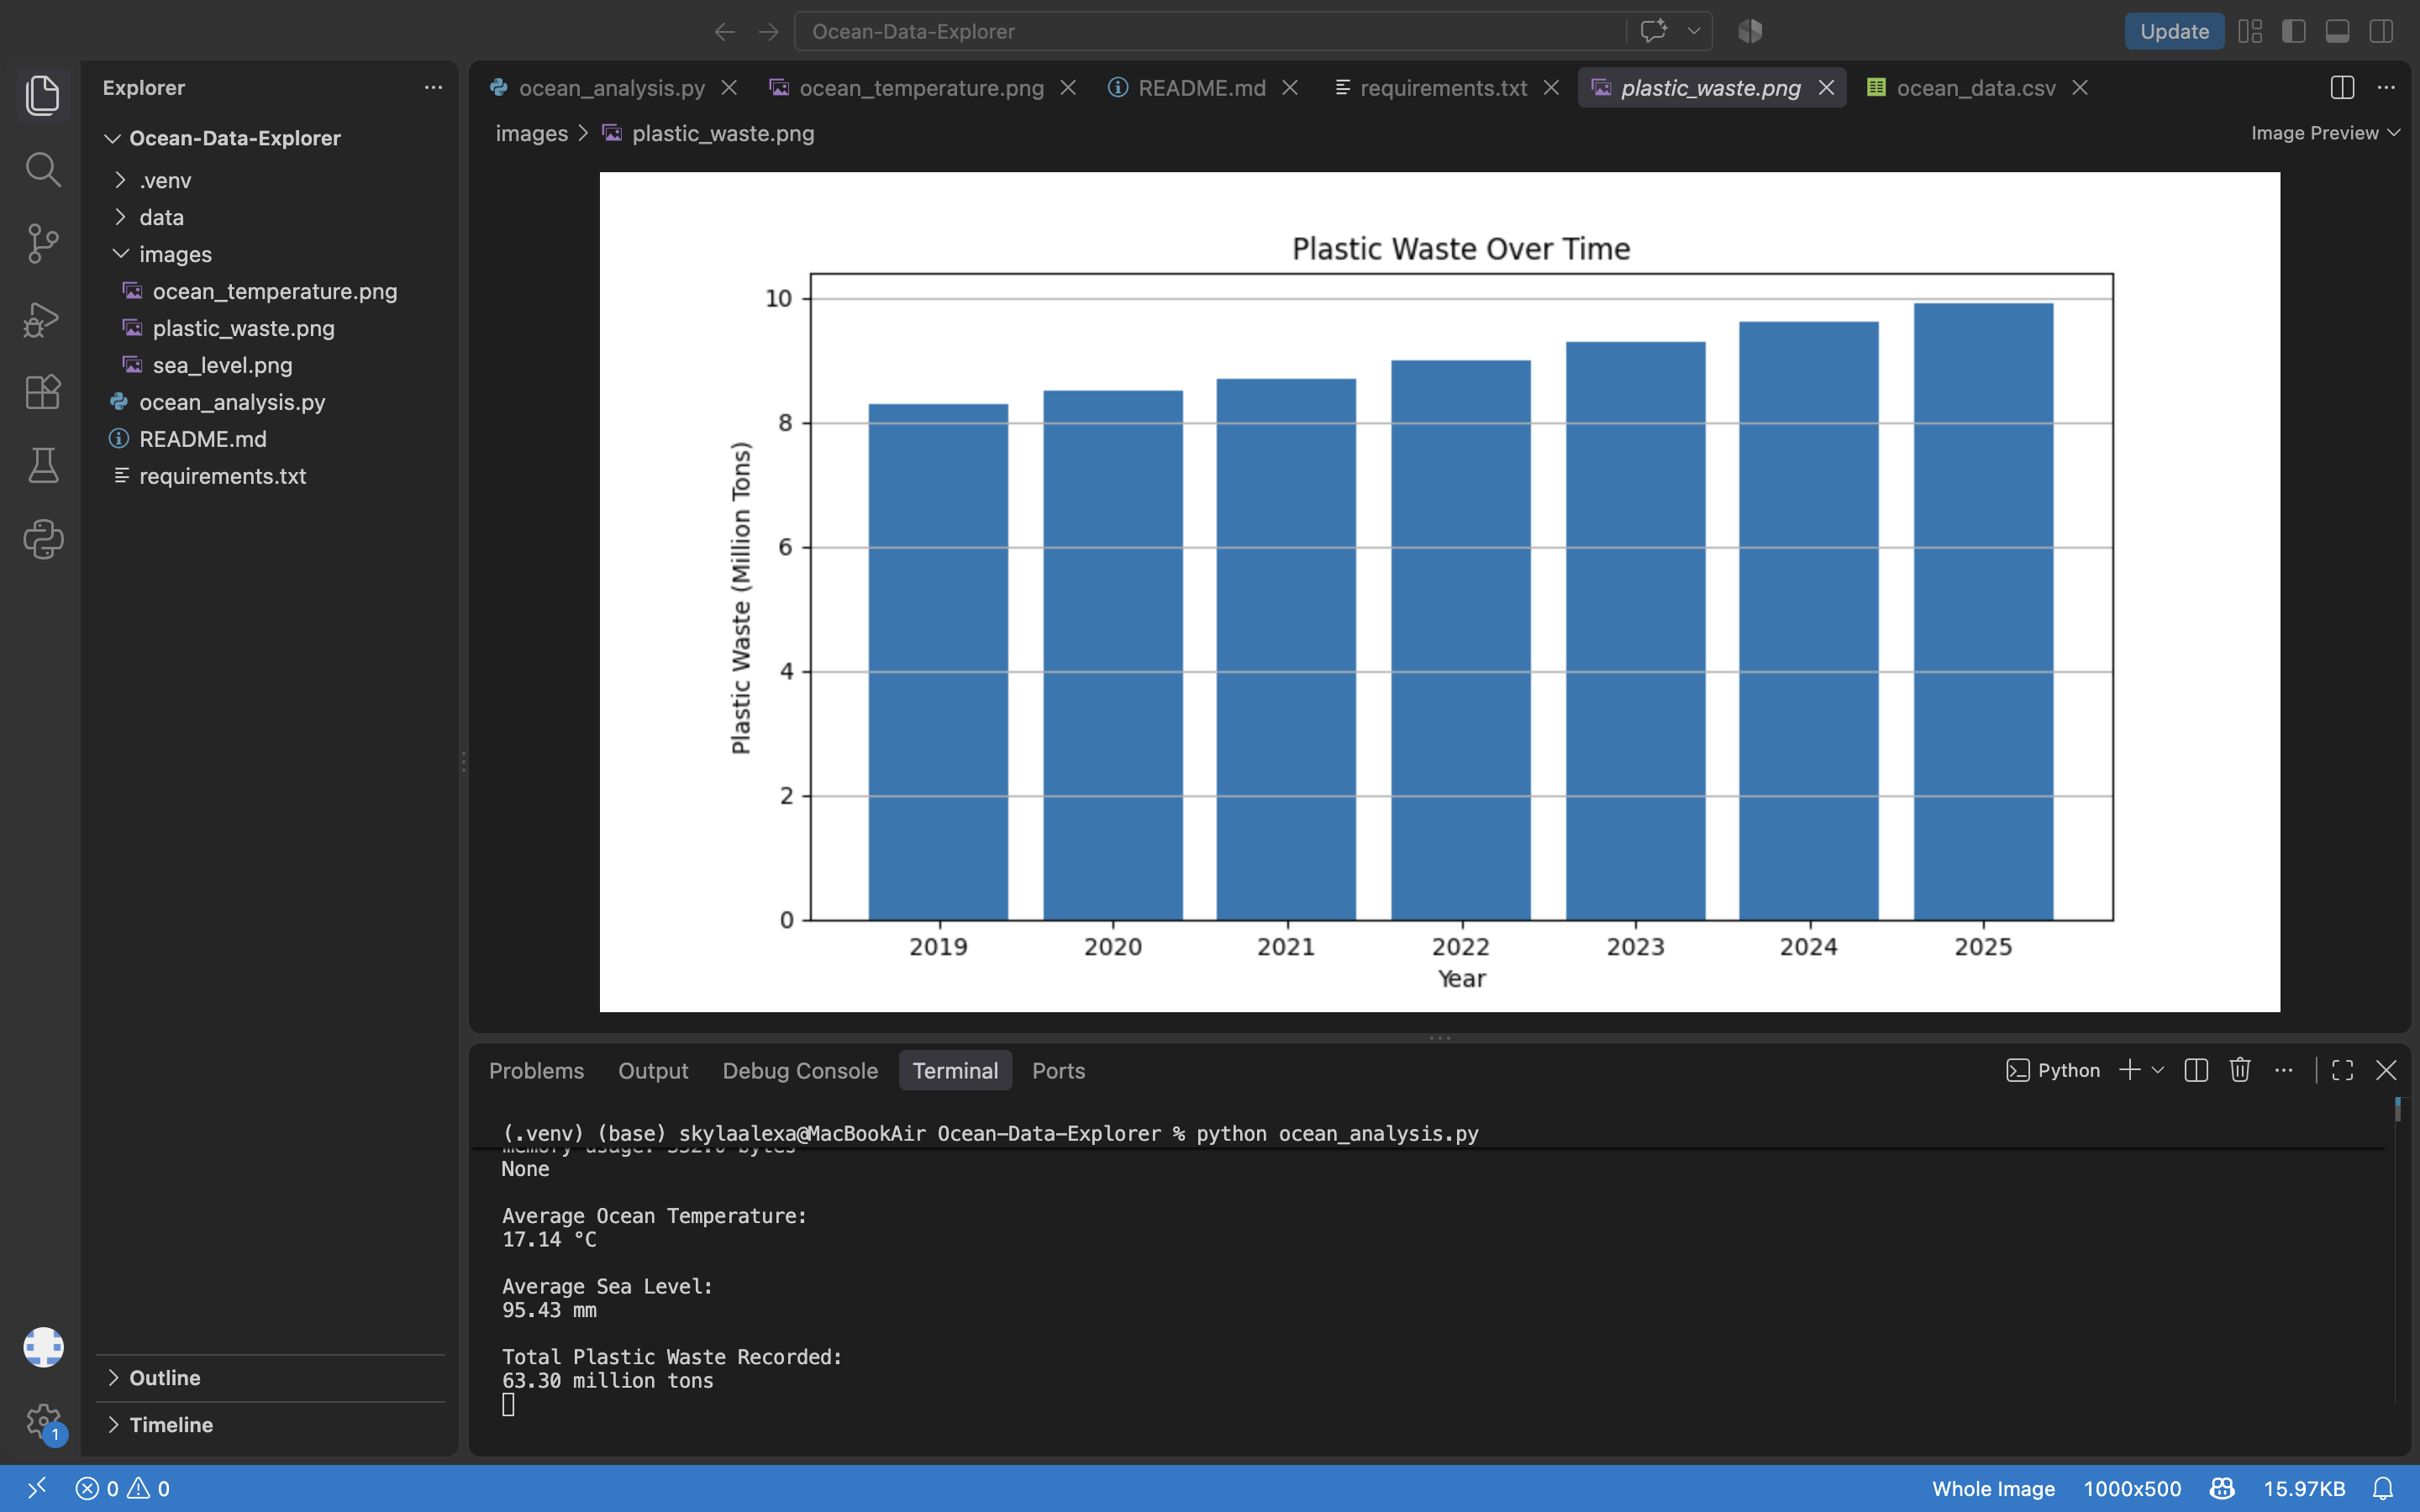 Ocean-Data-Explorer
Update
Explorer
Ocean-Data-Explorer
.venv
data
images
ocean_temperature.png
plastic_waste.png
sea_level.png
ocean_analysis.py
README.md
requirements.txt
Outline
Timeline
1
ocean_analysis.py ocean_temperature.png README.md requirements.txt plastic_waste.png ocean_data.csv
images > plastic_waste.png
Image Preview
Plastic Waste Over Time
10
8
6
4
2
0
Plastic Waste (Million Tons)
2019 2020 2021 2022 2023 2024 2025
Year
Problems Output Debug Console Terminal Ports
Python
(.venv) (base) skylaalexa@MacBookAir Ocean-Data-Explorer % python ocean_analysis.py
None
Average Ocean Temperature:
17.14 °C
Average Sea Level:
95.43 mm
Total Plastic Waste Recorded:
63.30 million tons
0 0
Whole Image 1000x500 15.97KB